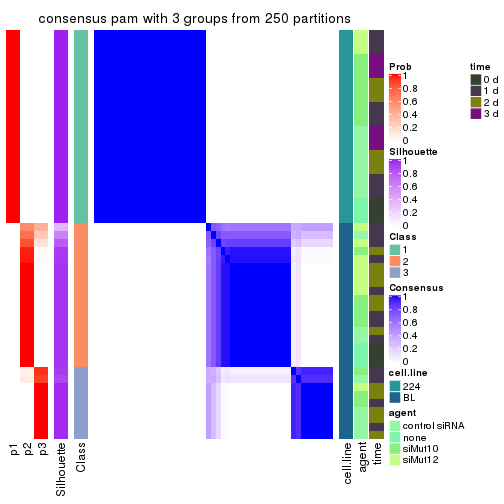 consensus pam with 3 groups from 250 partitions
Prob
1
0.8
0.6
0.4
0.2
0
Silhouette
1
0.8
0.6
0.4
0.2
0
Class
1
2
3
Consensus
1
0.8
0.6
0.4
0.2
0
cell.line
224
BL
agent
control siRNA
none
siMut10
siMut12
time
0 d
1 d
2 d
3 d
p1
p2
p3
Silhouette
Class
cell.line
agent
time